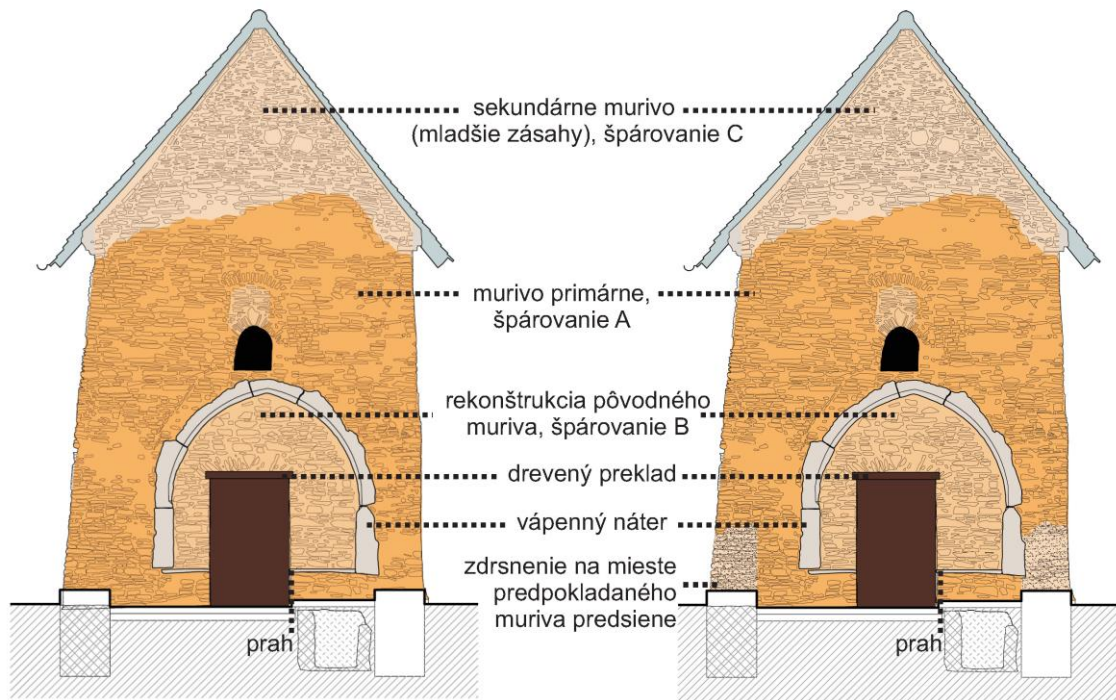 sekundárne murivo
(mladšie zásahy), špárovanie C
murivo primárne,
špárovanie A
rekonštrukcia pôvodného
muriva, špárovanie B
drevený preklad
vápenný náter
zdrsnenie na mieste
predpokladaného
muriva predsiene
prah
prah